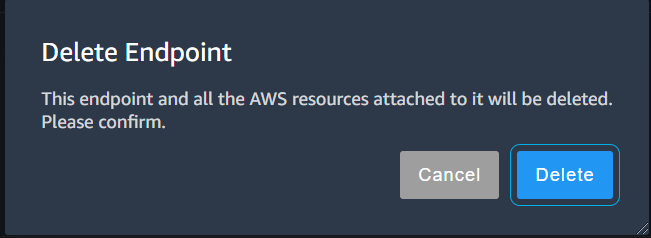 Delete Endpoint
This endpoint and all the AWS resources attached to it will be deleted.
Please confirm.
Cancel
Delete